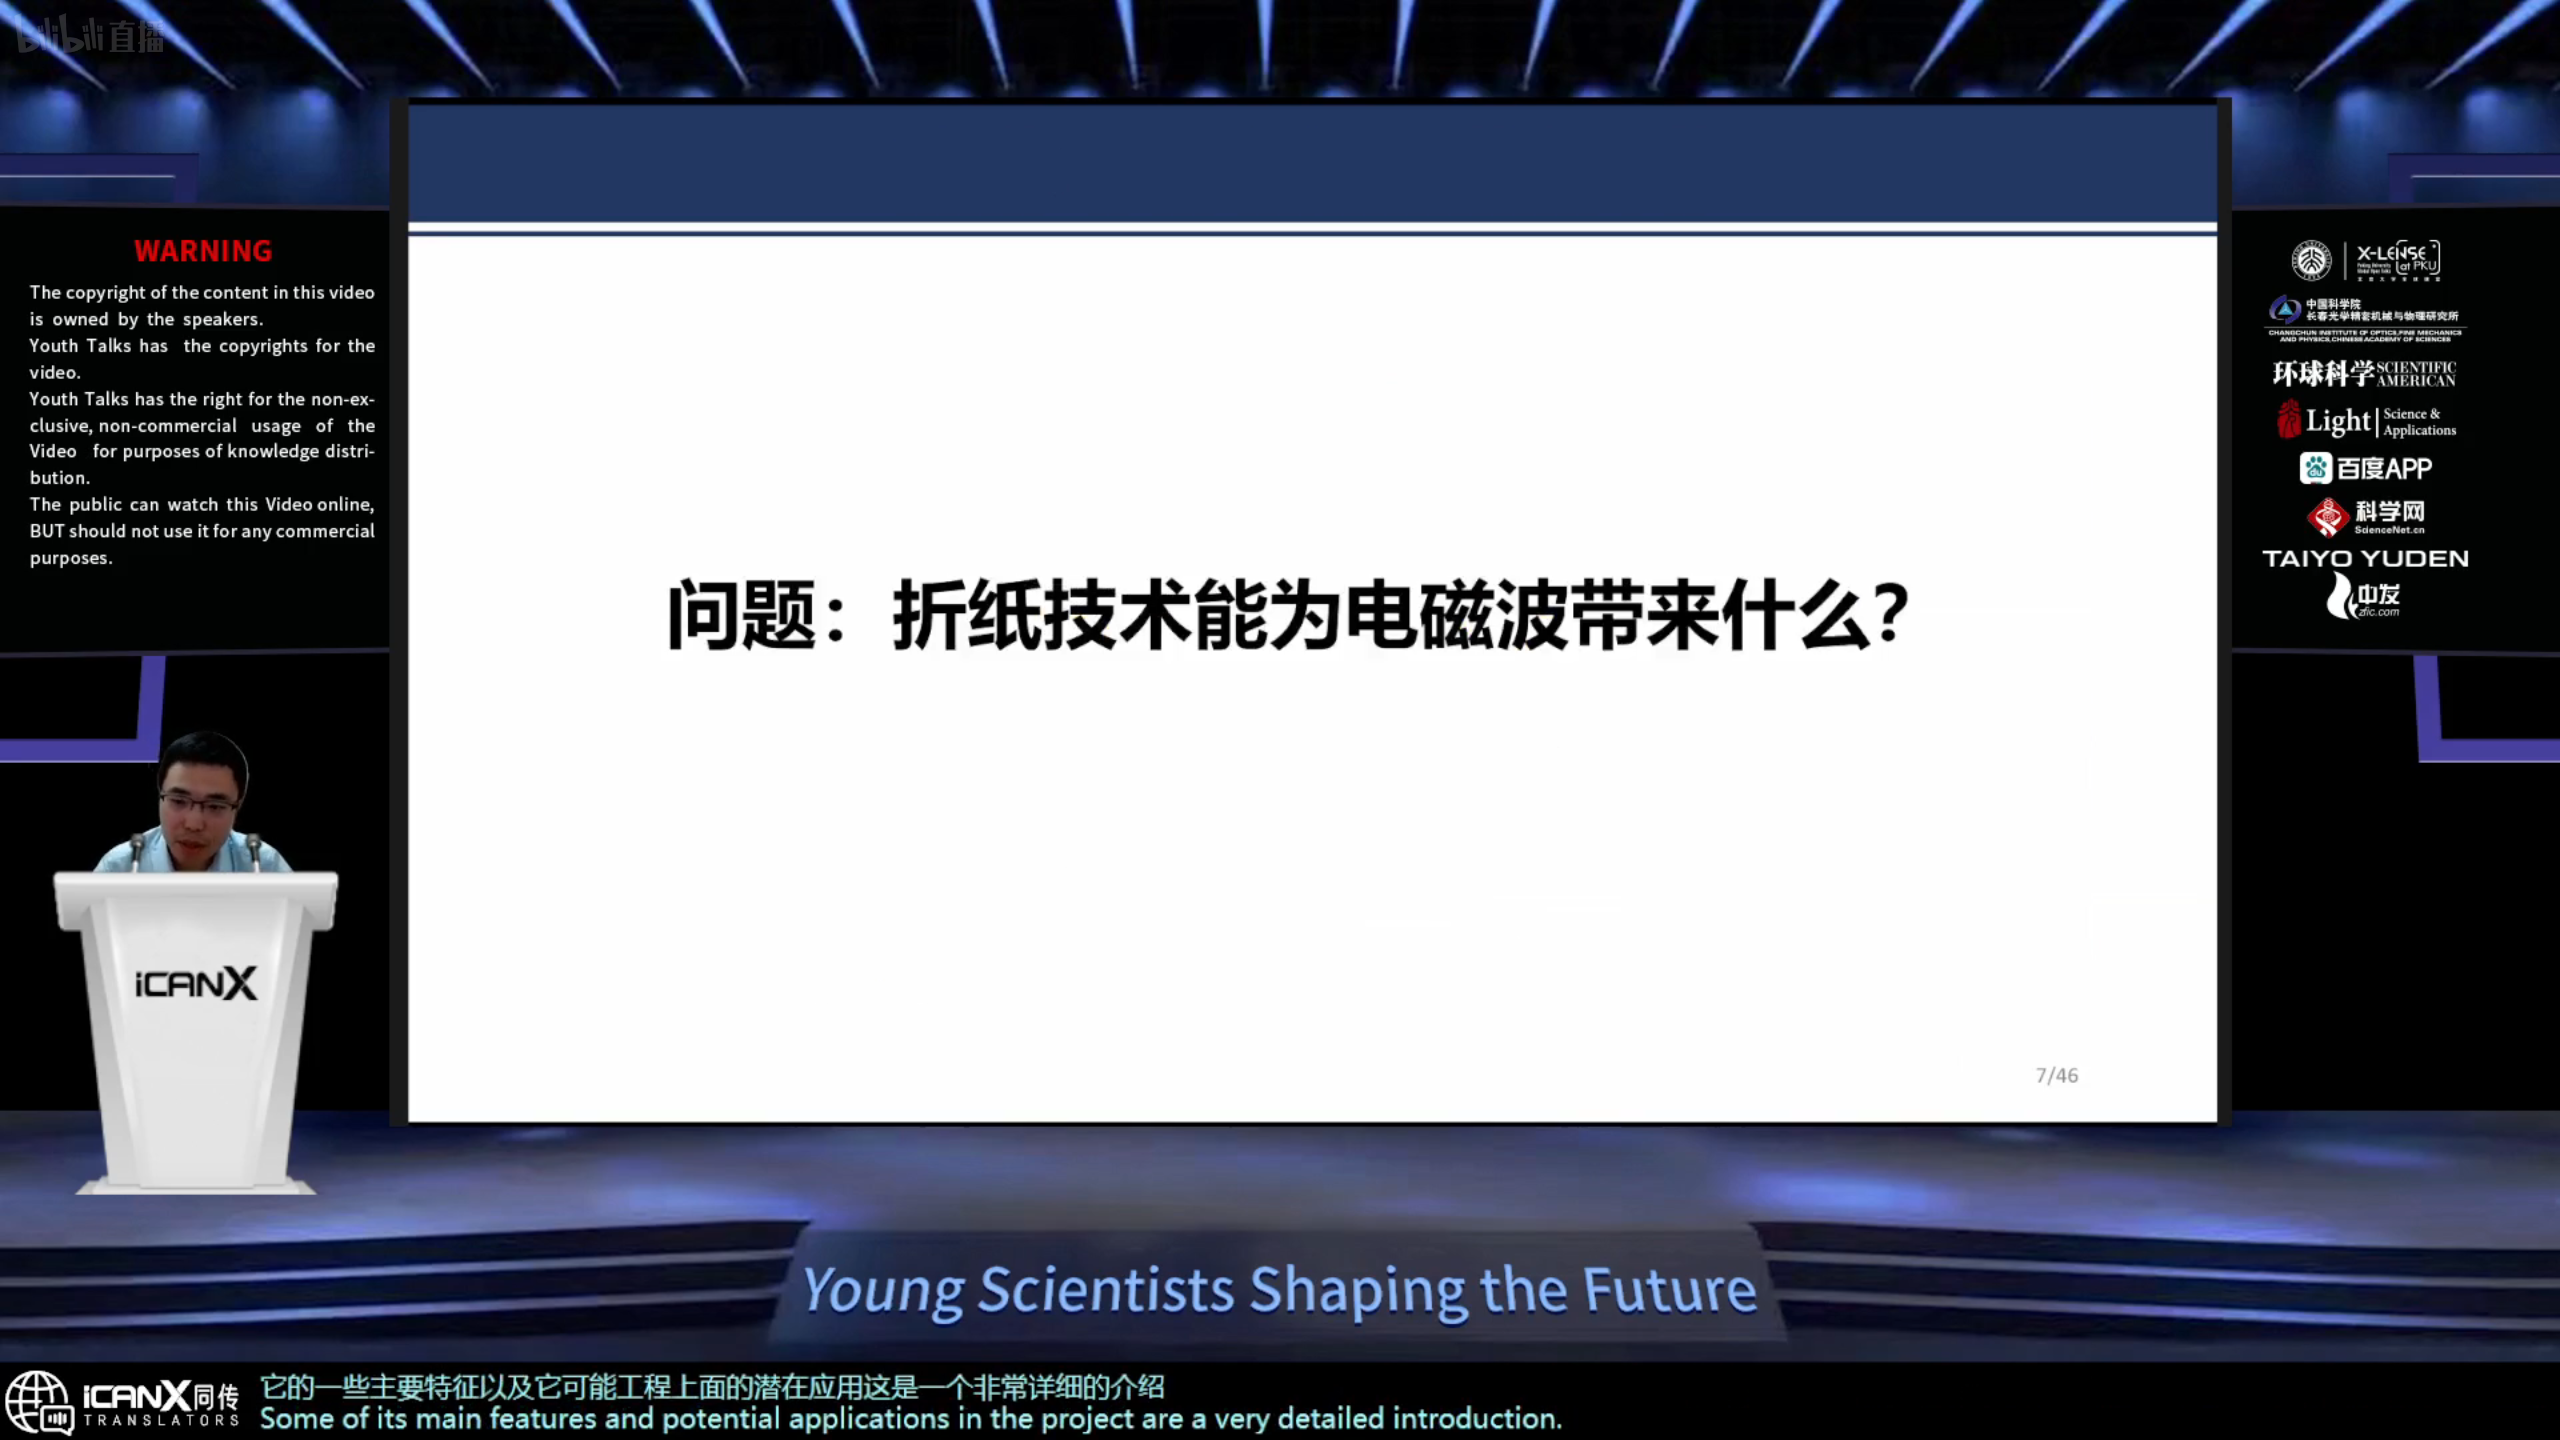 bilibili 直播
WARNING
The copyright of the content in this video
is owned by the speakers.
Youth Talks has the copyrights for the
video.
Youth Talks has the right for the non-ex-
clusive, non-commercial usage of the
Video for purposes of knowledge distri-
bution.
The public can watch this Video online,
BUT should not use it for any commercial
purposes.
问题：折纸技术能为电磁波带来什么？
7/46
X-LENSE
at PKU
中国科学院
长春光学精密机械与物理研究所
CHANGCHUN INSTITUTE OF OPTICS,FINE MECHANICS
AND PHYSICS,CHINESE ACADEMY OF SCIENCES
环球科学 SCIENTIFIC
AMERICAN
Light Science &
Applications
du 百度APP
科学网
ScienceNet.cn
TAIYO YUDEN
中发
zfic.com
iCANX
Young Scientists Shaping the Future
iCANX同传
TRANSLATORS
它的一些主要特征以及它可能工程上面的潜在应用这是一个非常详细的介绍
Some of its main features and potential applications in the project are a very detailed introduction.